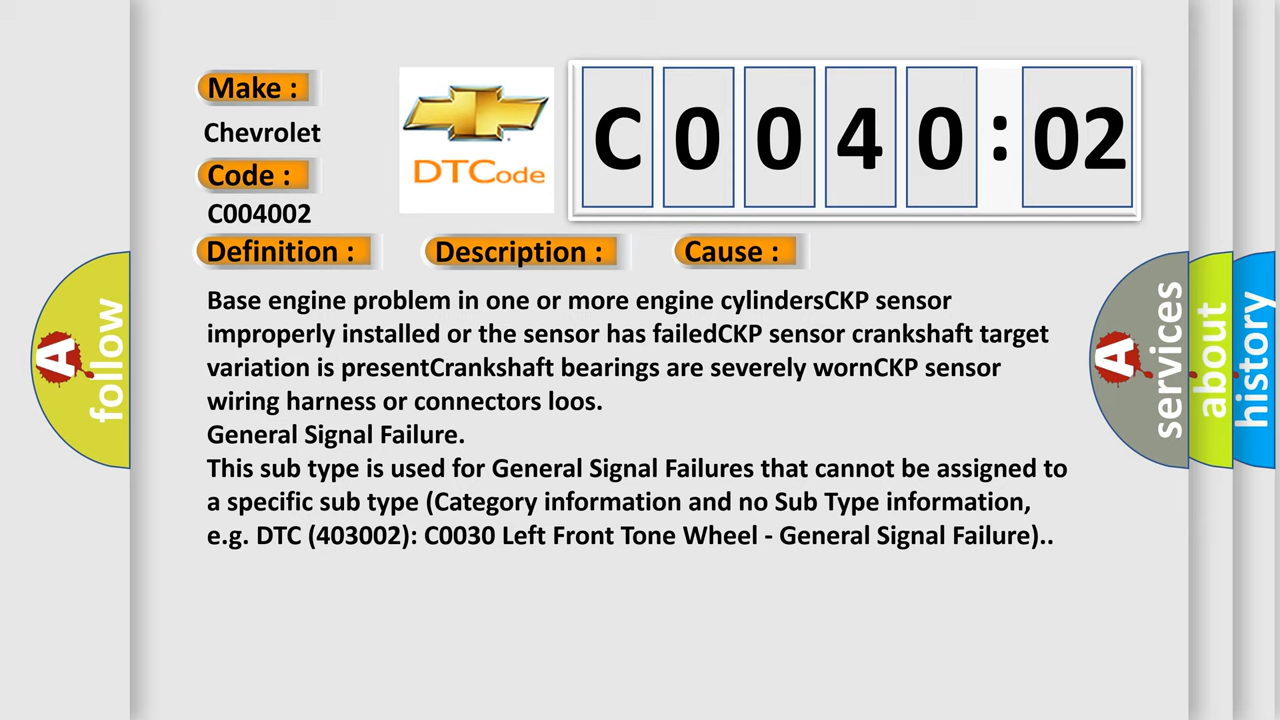 Make :
Chevrolet
Code :
C004002
DTCode
C0040:02
Definition :
Description :
Cause :
Base engine problem in one or more engine cylindersCKP sensor
improperly installed or the sensor has failedCKP sensor crankshaft target
variation is presentCrankshaft bearings are severely wornCKP sensor
wiring harness or connectors loos.
General Signal Failure.
This sub type is used for General Signal Failures that cannot be assigned to
a specific sub type (Category information and no Sub Type information,
e.g. DTC (403002): C0030 Left Front Tone Wheel - General Signal Failure)..
A
follow
A
services
about
history